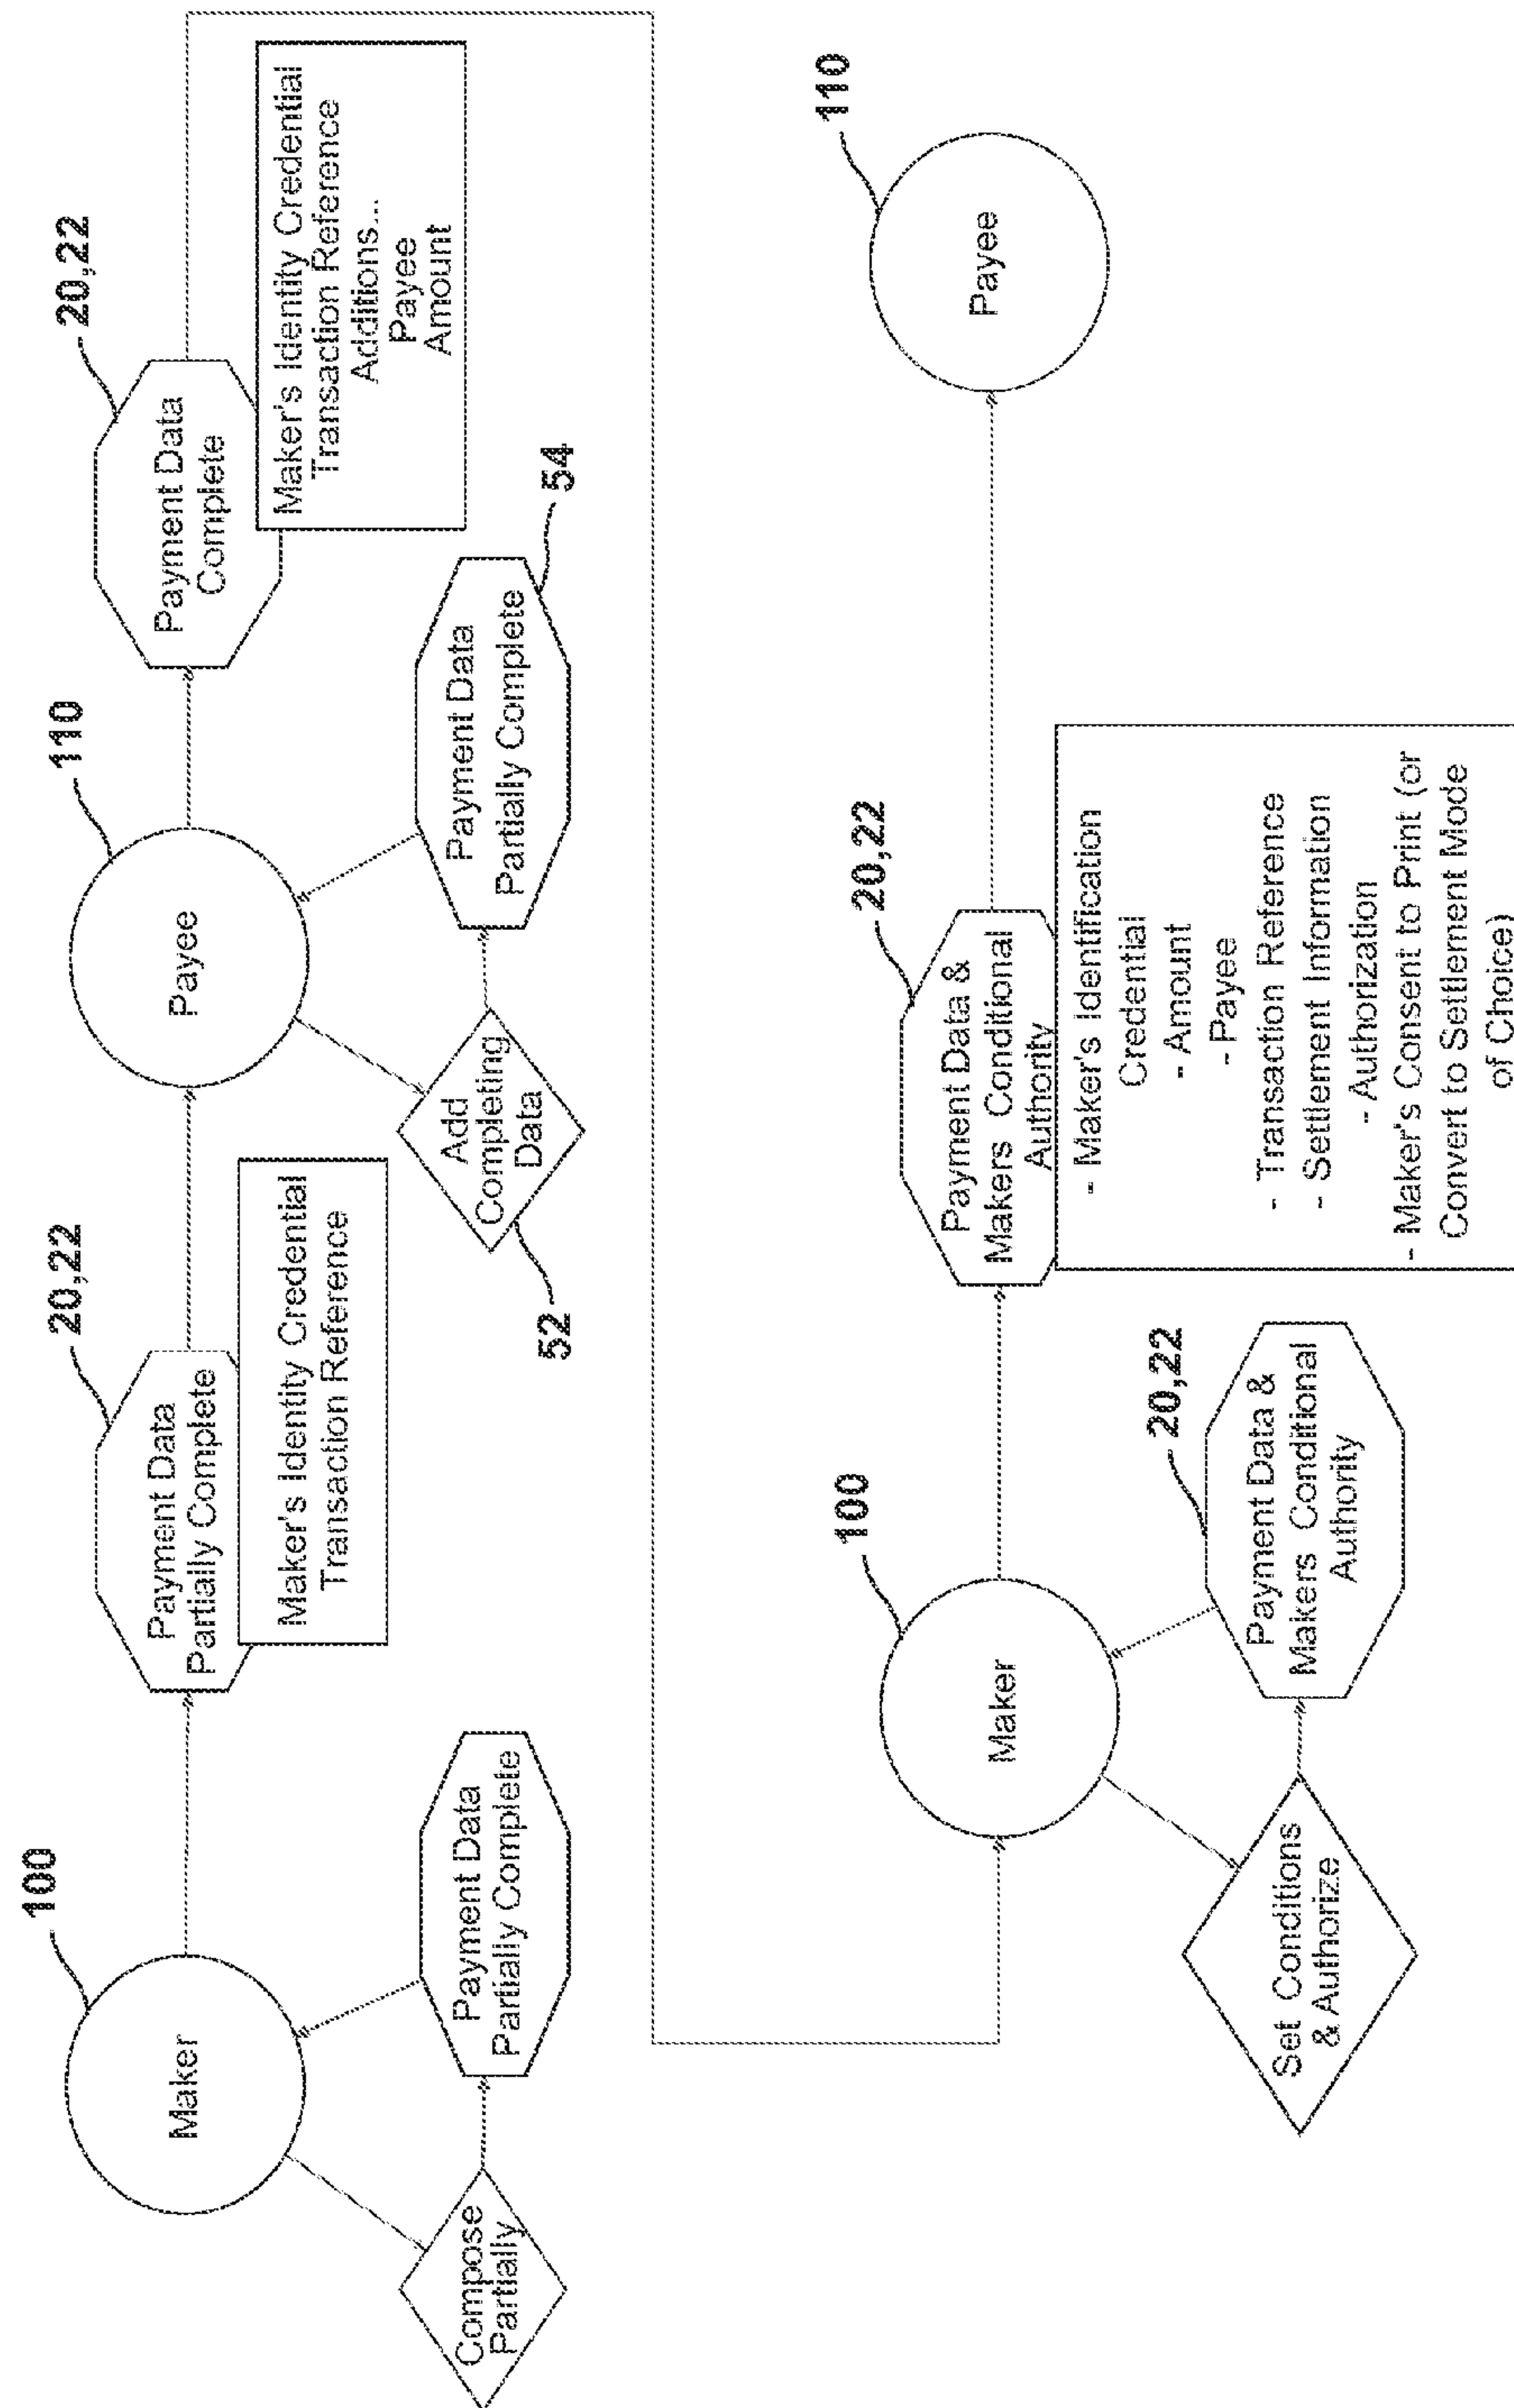 100
Maker
Compose
Partially
Payment Data
Partially Complete
20,22
Payment Data
Partially Complete
Maker's Identity Credential
Transaction Reference
110
Payee
52
Add
Completing
Data
54
Payment Data
Partially Complete
20,22
Payment Data
Complete
Maker's Identity Credential
Transaction Reference
Additions...
Payee
Amount
100
Maker
Set Conditions
& Authorize
20,22
Payment Data &
Makers Conditional
Authority
20,22
Payment Data &
Makers Conditional
Authority
- Maker's Identification
Credential
- Amount
- Payee
- Transaction Reference
- Settlement Information
- Authorization
- Maker's Consent to Print (or
Convert to Settlement Mode
of Choice)
110
Payee